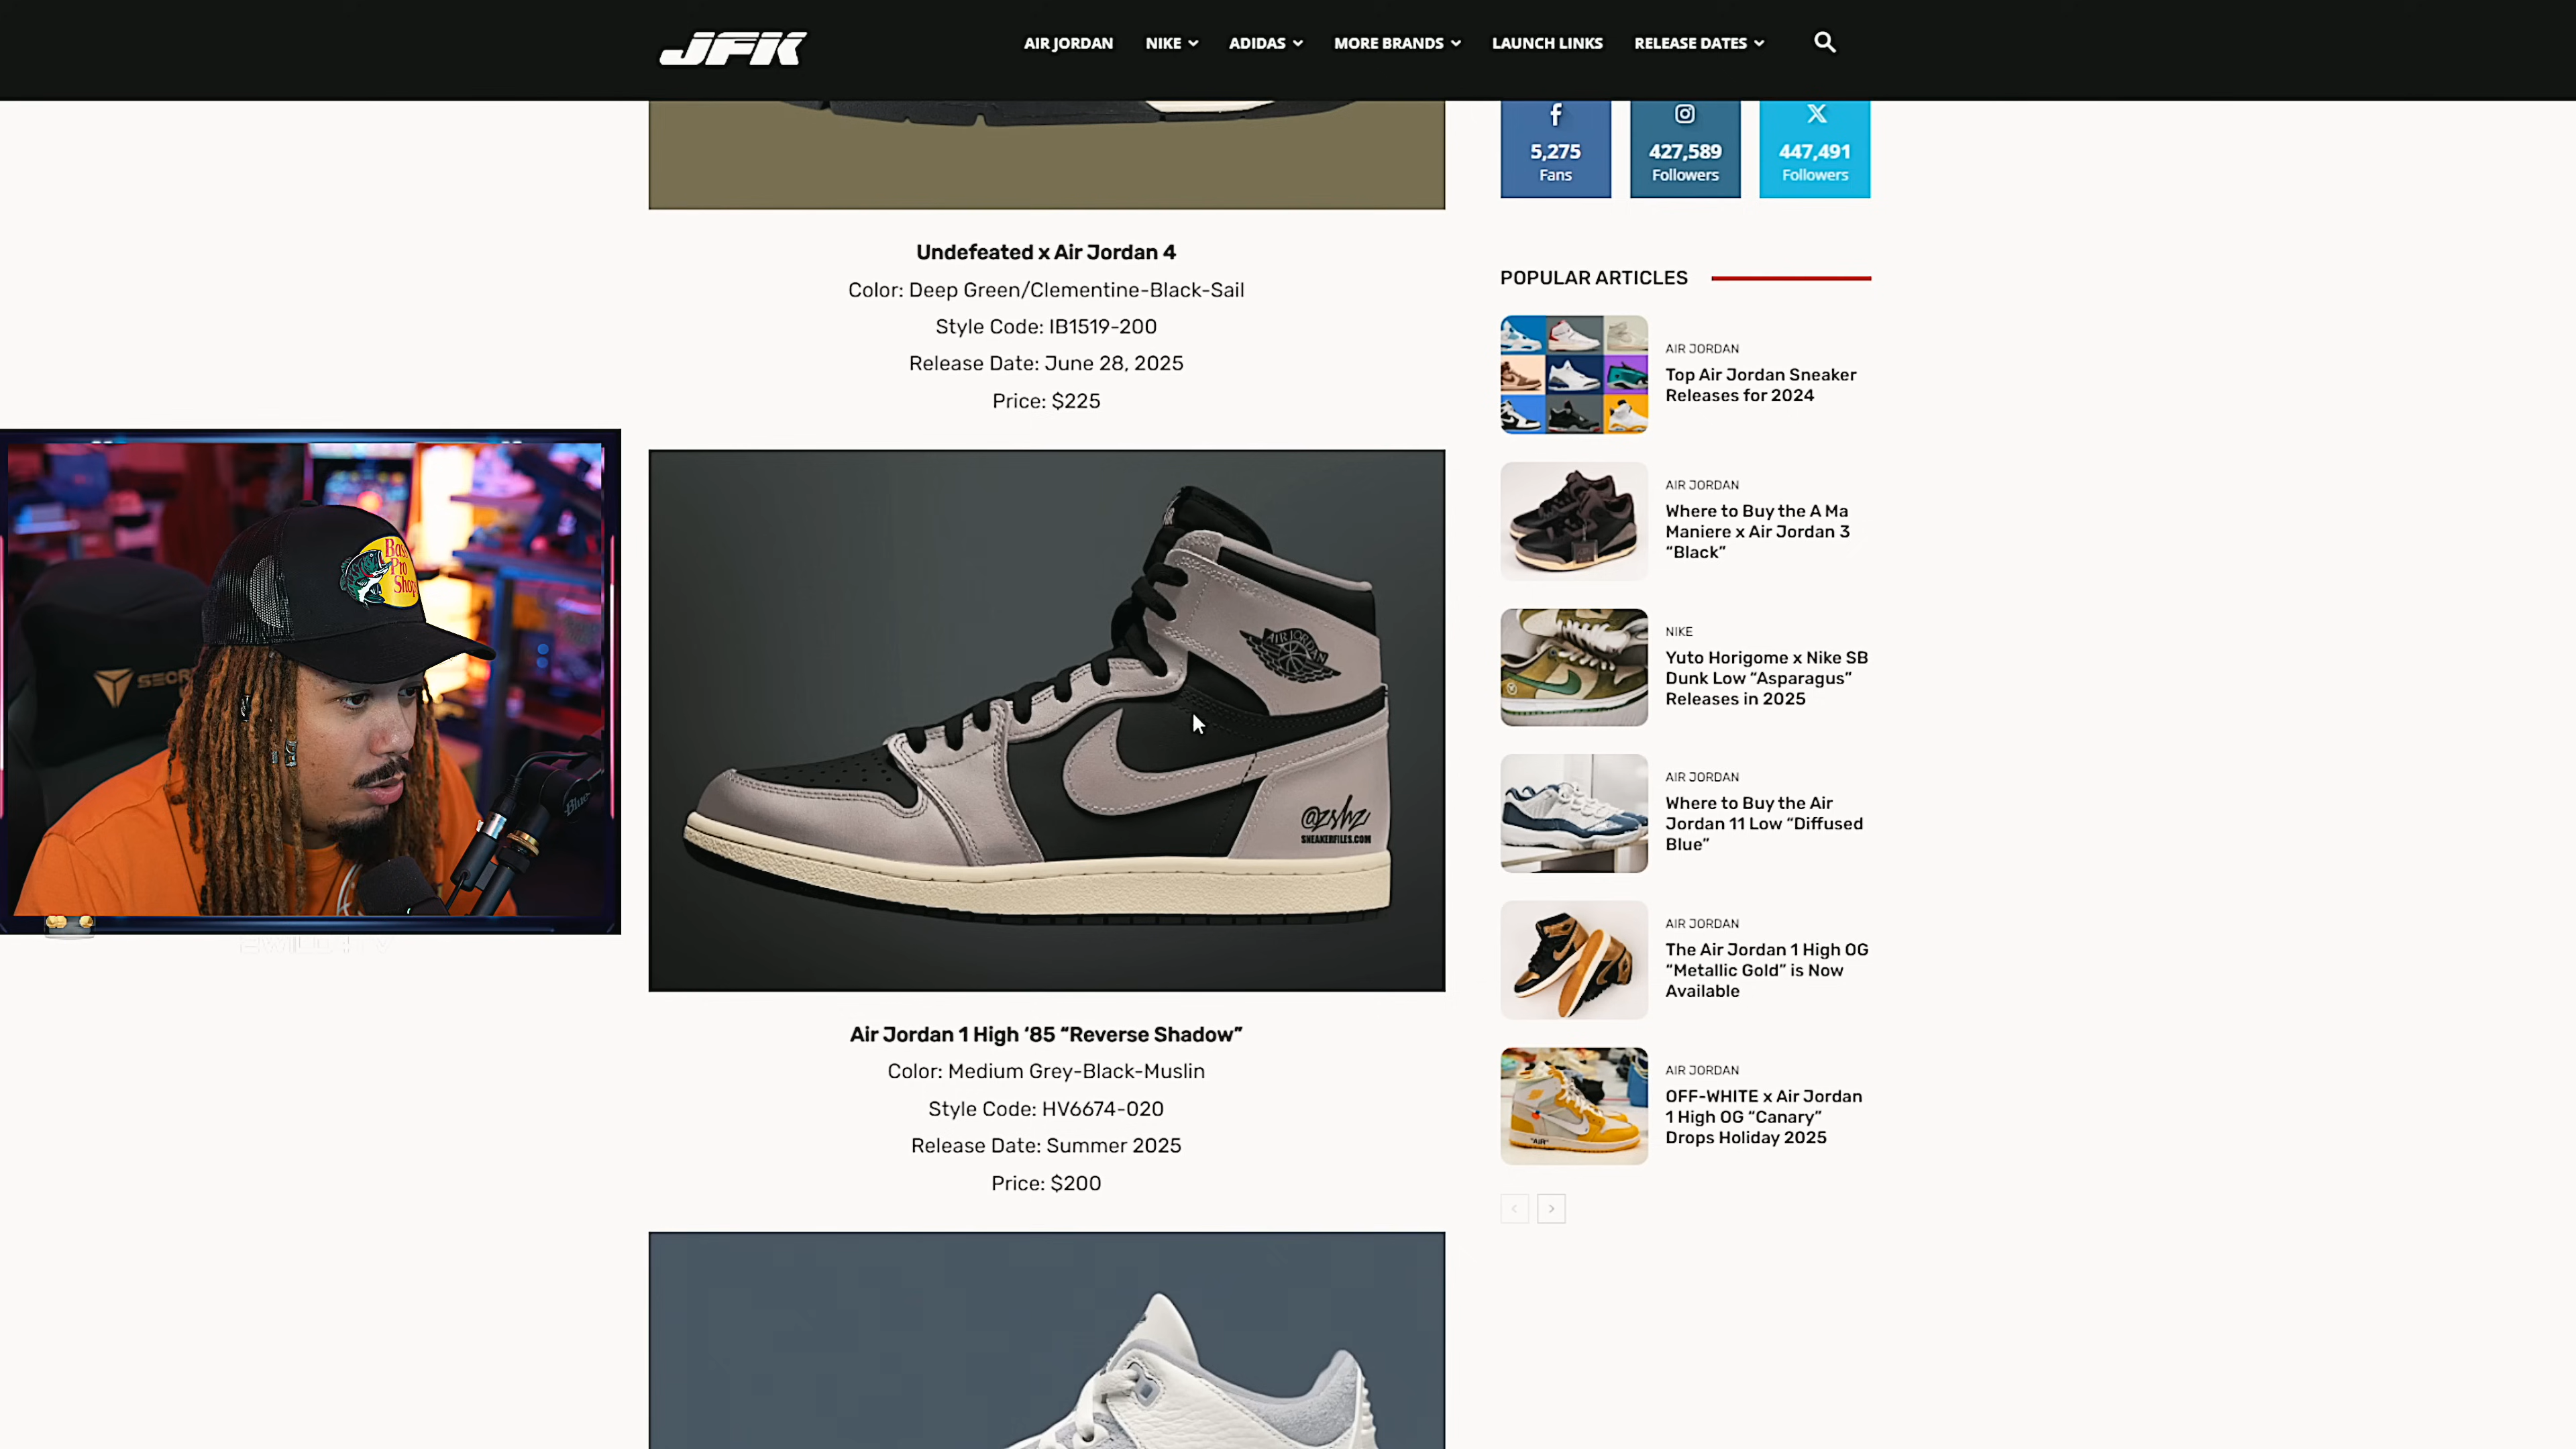 JFK
AIR JORDAN
NIKE
ADIDAS
MORE BRANDS
LAUNCH LINKS
RELEASE DATES
5,275
Fans
427,589
Followers
447,491
Followers
Undefeated x Air Jordan 4
Color: Deep Green/Clementine-Black-Sail
Style Code: IB1519-200
Release Date: June 28, 2025
Price: $225
Bass
Pro
Shops
SECR
Blue
AIR JORDAN
@zshzi
SNEAKERFILES.COM
Air Jordan 1 High ‘85 “Reverse Shadow”
Color: Medium Grey-Black-Muslin
Style Code: HV6674-020
Release Date: Summer 2025
Price: $200
POPULAR ARTICLES
AIR JORDAN
Top Air Jordan Sneaker
Releases for 2024
AIR JORDAN
Where to Buy the A Ma
Maniere x Air Jordan 3
“Black”
NIKE
Yuto Horigome x Nike SB
Dunk Low “Asparagus”
Releases in 2025
AIR JORDAN
Where to Buy the Air
Jordan 11 Low “Diffused
Blue”
AIR JORDAN
The Air Jordan 1 High OG
“Metallic Gold” is Now
Available
"AIR"
AIR JORDAN
OFF-WHITE x Air Jordan
1 High OG “Canary”
Drops Holiday 2025